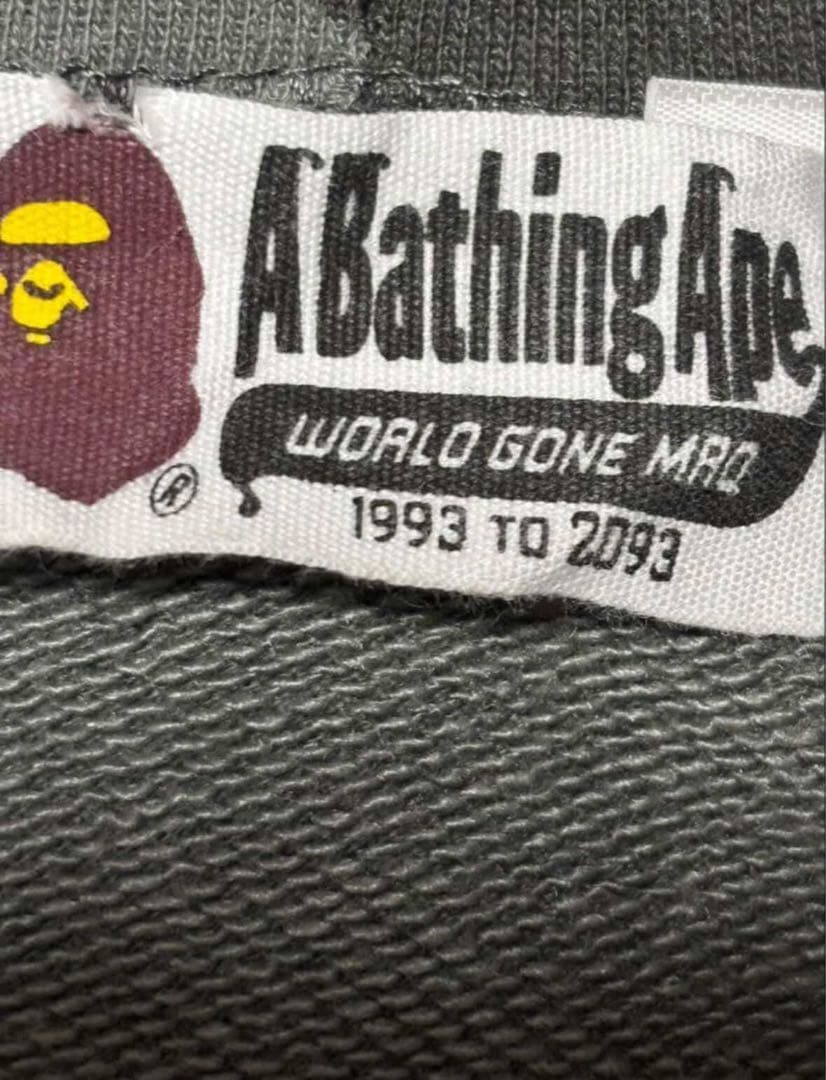 A Bathing Ape
WORLD GONE MAD
1993 TO 2093
®